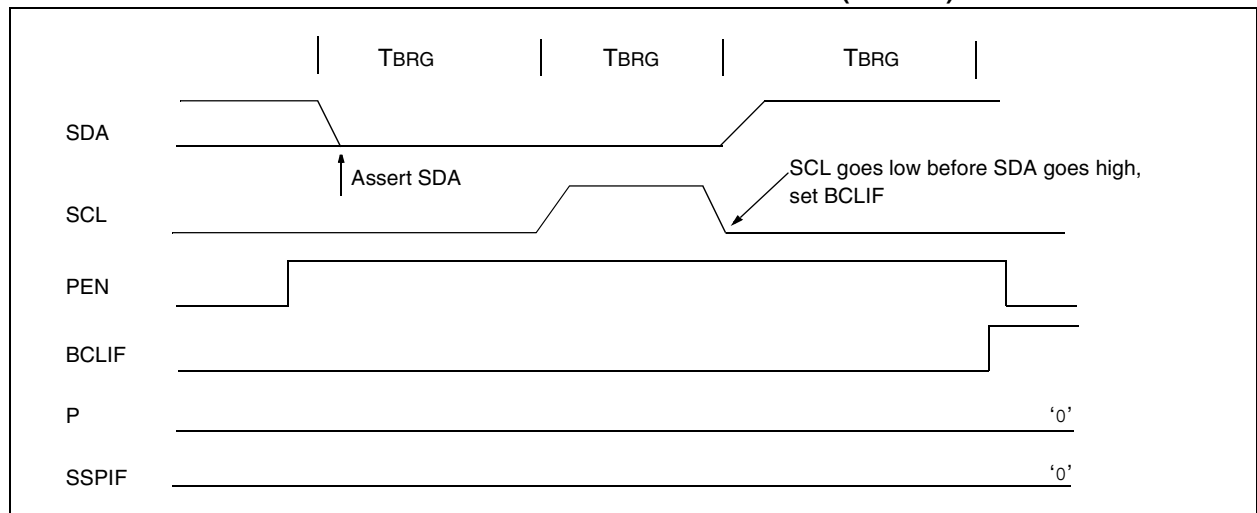 TBRG TBRG TBRG
SDA
Assert SDA
SCL goes low before SDA goes high,
set BCLIF
SCL
PEN
BCLIF
P
‘0’
SSPIF
‘0’